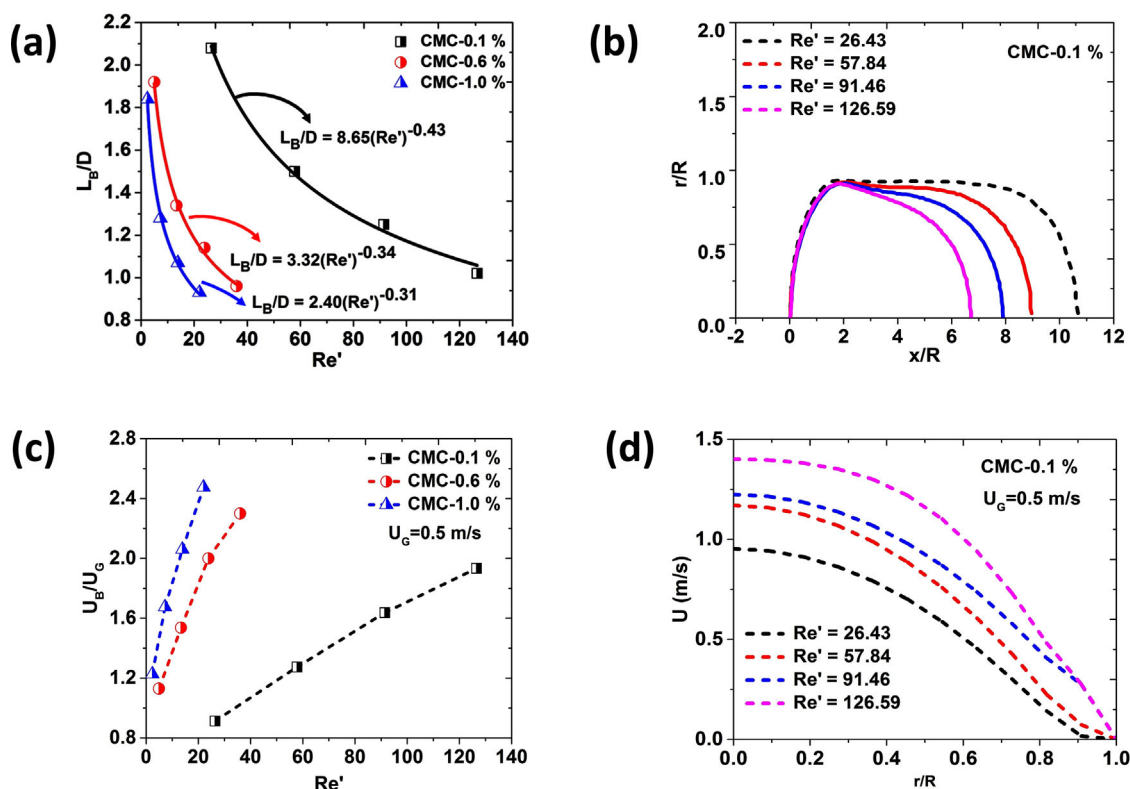 (a)
2.2
2.0
1.8
1.6
1.4
1.2
1.0
0.8
L_B/D
CMC-0.1 %
CMC-0.6 %
CMC-1.0 %
L_B/D = 8.65(Re')^-0.43
L_B/D = 3.32(Re')^-0.34
L_B/D = 2.40(Re')^-0.31
0 20 40 60 80 100 120 140
Re'
(b)
2.0
1.5
1.0
0.5
0.0
r/R
Re' = 26.43
Re' = 57.84
Re' = 91.46
Re' = 126.59
CMC-0.1 %
-2 0 2 4 6 8 10 12
x/R
(c)
2.8
2.4
2.0
1.6
1.2
0.8
U_B/U_G
CMC-0.1 %
CMC-0.6 %
CMC-1.0 %
U_G=0.5 m/s
0 20 40 60 80 100 120 140
Re'
(d)
1.5
1.0
0.5
0.0
U (m/s)
CMC-0.1 %
U_G=0.5 m/s
Re' = 26.43
Re' = 57.84
Re' = 91.46
Re' = 126.59
0.0 0.2 0.4 0.6 0.8 1.0
r/R